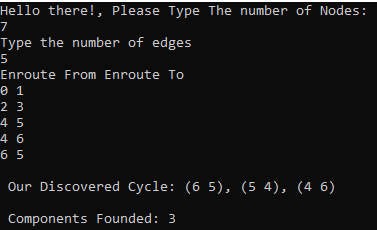 Hello there!, Please Type The number of Nodes:
7
Type the number of edges
5
Enroute From Enroute To
0 1
2 3
4 5
4 6
6 5
Our Discovered Cycle: (6 5), (5 4), (4 6)
Components Founded: 3